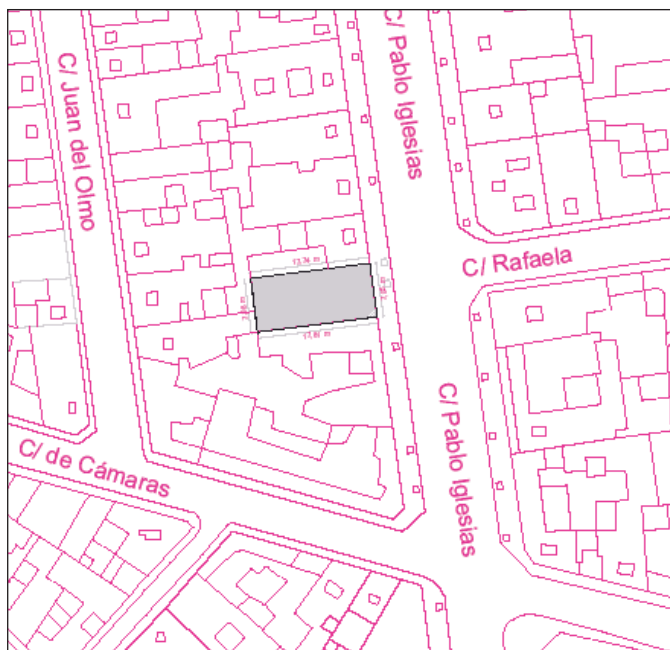 C/ Juan del Olmo
C/ Pablo Iglesias
C/ Rafaela
C/ Pablo Iglesias
C/ de Cámaras